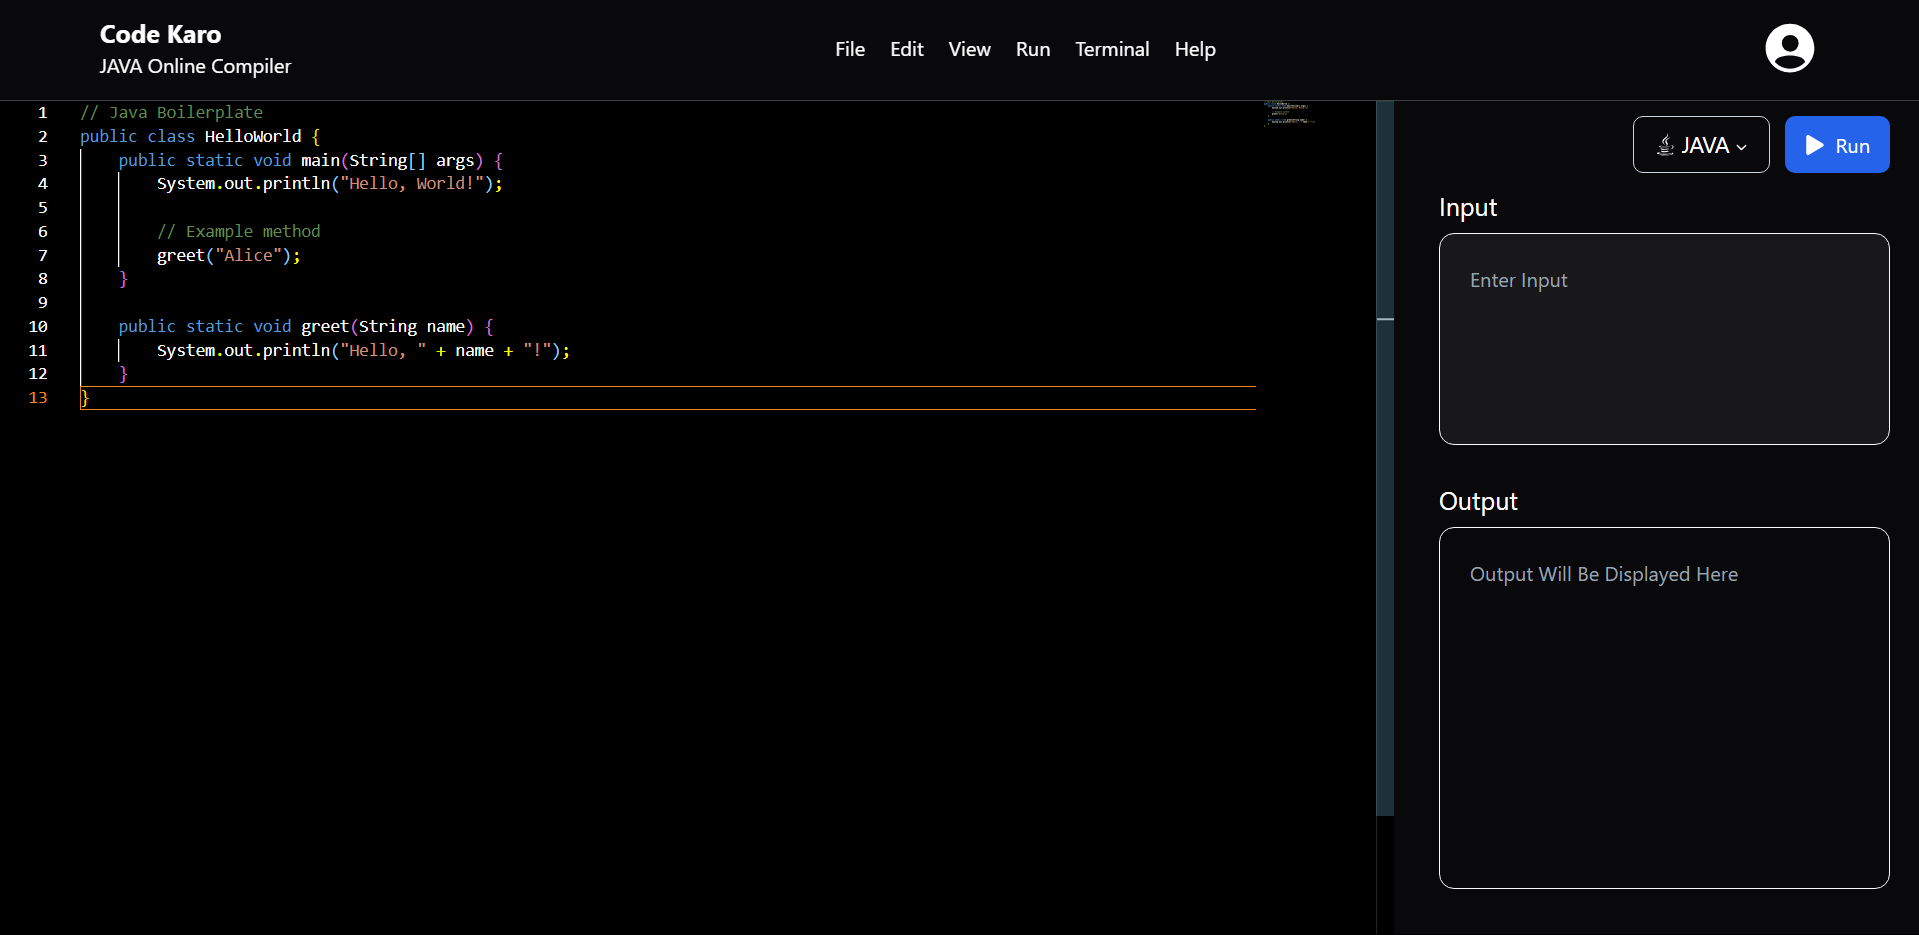 Code Karo
JAVA Online Compiler
File Edit View Run Terminal Help
1 // Java Boilerplate
2 public class HelloWorld {
3     public static void main(String[] args) {
4         System.out.println("Hello, World!");
5
6         // Example method
7         greet("Alice");
8     }
9
10     public static void greet(String name) {
11         System.out.println("Hello, " + name + "!");
12     }
13 }
JAVA
Run
Input
Enter Input
Output
Output Will Be Displayed Here